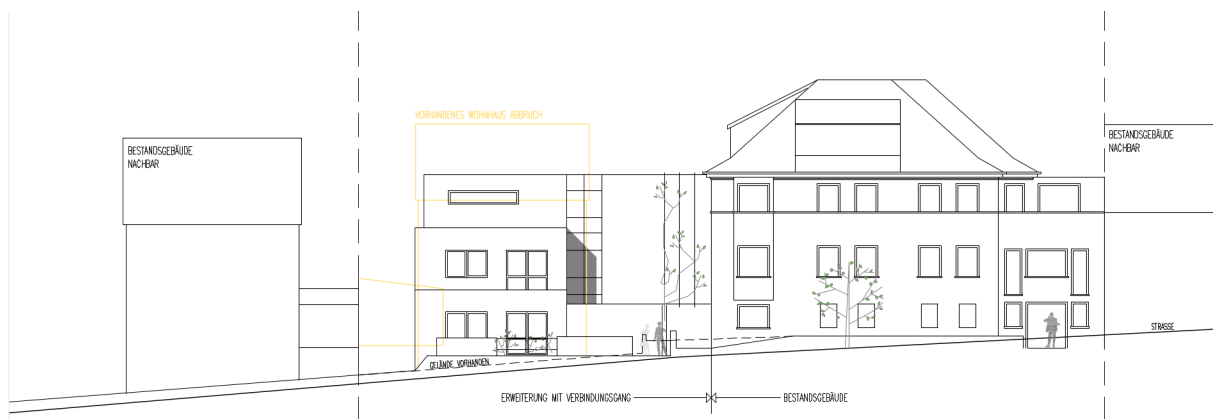 VORHANDENES WOHNHAUS ABBRUCH
BESTANDSGEBÄUDE
NACHBAR
BESTANDSGEBÄUDE
NACHBAR
STRASSE
GELÄNDE VORHANDEN
ERWEITERUNG MIT VERBINDUNGSGANG
BESTANDSGEBÄUDE